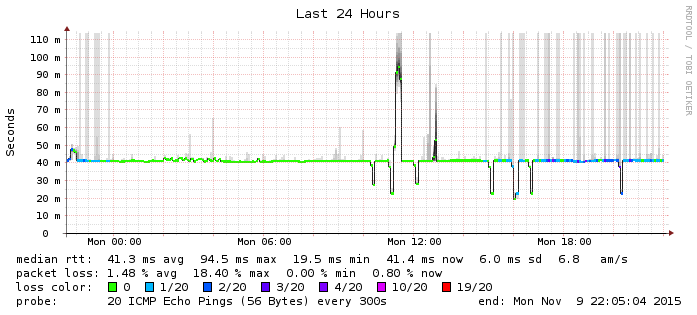 Last 24 Hours
RRDTOOL / TOBI OETIKER
Seconds
110 m
100 m
90 m
80 m
70 m
60 m
50 m
40 m
30 m
20 m
10 m
0
Mon 00:00 Mon 06:00 Mon 12:00 Mon 18:00
median rtt: 41.3 ms avg 94.5 ms max 19.5 ms min 41.4 ms now 6.0 ms sd 6.8 am/s
packet loss: 1.48 % avg 18.40 % max 0.00 % min 0.80 % now
loss color: 0 1/20 2/20 3/20 4/20 10/20 19/20
probe: 20 ICMP Echo Pings (56 Bytes) every 300s end: Mon Nov 9 22:05:04 2015